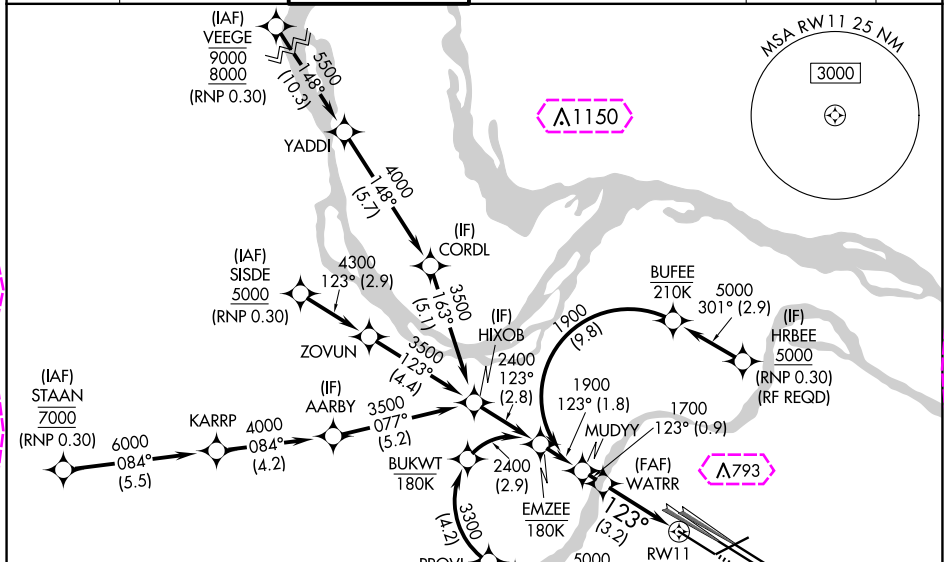 (IAF)
VEEGE
9000
8000
(RNP 0.30)
5500
148°
(10.3)
YADDI
4000
148°
(5.7)
(IF)
CORDL
3500
163°
(5.1)
Λ1150
MSA RW11 25 NM
3000
(IAF)
SISDE
5000
(RNP 0.30)
4300
123° (2.9)
ZOVUN
3500
123°
(4.4)
(IF)
HIXOB
2400
123°
(2.8)
1900
(9.8)
BUFEE
210K
5000
301° (2.9)
(IF)
HRBEE
5000
(RNP 0.30)
(RF REQD)
(IAF)
STAAN
7000
(RNP 0.30)
6000
084°
(5.5)
KARRP
4000
084°
(4.2)
(IF)
AARBY
3500
077°
(5.2)
1900
123° (1.8)
MUDYY
1700
123° (0.9)
(FAF)
WATRR
Λ793
BUKWT
180K
2400
(2.9)
EMZEE
180K
3300
(4.2)
123°
(3.2)
RW11
5000